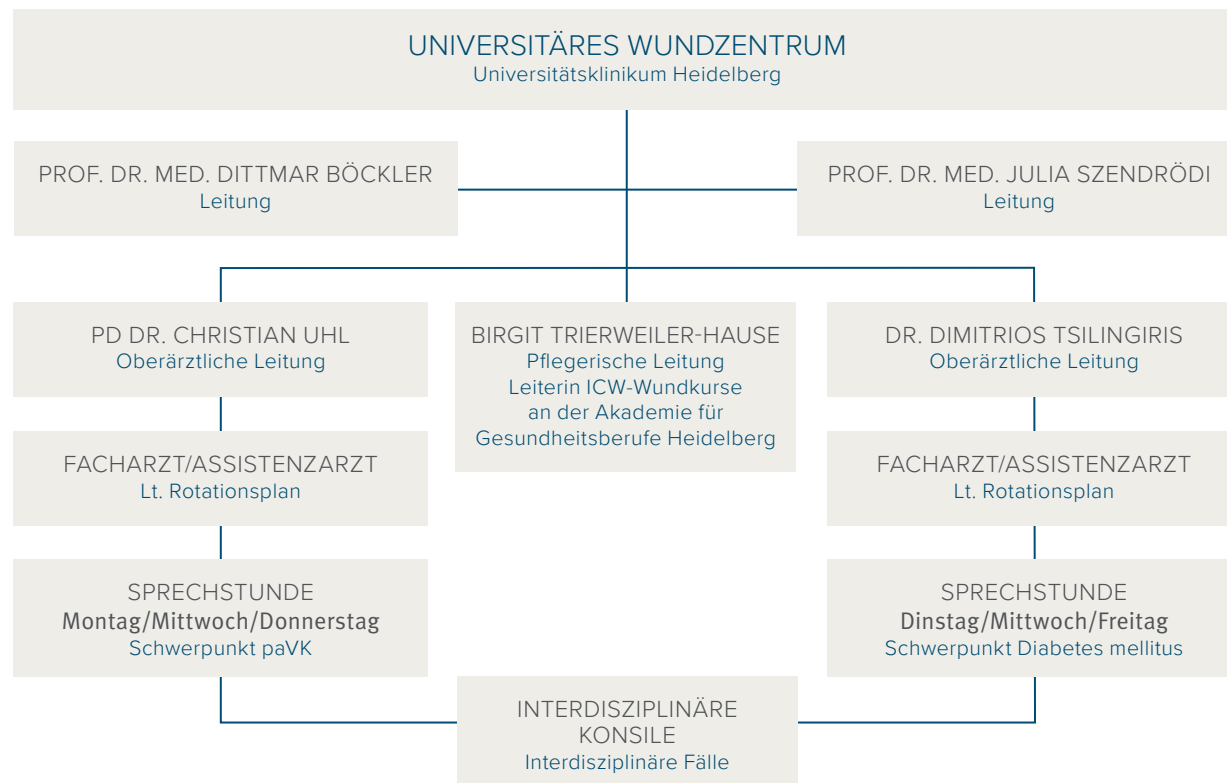 UNIVERSITÄRES WUNDZENTRUM
Universitätsklinikum Heidelberg
PROF. DR. MED. DITTMAR BÖCKLER
Leitung
PROF. DR. MED. JULIA SZENDRÖDI
Leitung
PD DR. CHRISTIAN UHL
Oberärztliche Leitung
BIRGIT TRIERWEILER-HAUSE
Pflegerische Leitung
Leiterin ICW-Wundkurse
an der Akademie für
Gesundheitsberufe Heidelberg
DR. DIMITRIOS TSILINGIRIS
Oberärztliche Leitung
FACHARZT/ASSISTENZARZT
Lt. Rotationsplan
FACHARZT/ASSISTENZARZT
Lt. Rotationsplan
SPRECHSTUNDE
Montag/Mittwoch/Donnerstag
Schwerpunkt paVK
SPRECHSTUNDE
Dinstag/Mittwoch/Freitag
Schwerpunkt Diabetes mellitus
INTERDISZIPLINÄRE
KONSILE
Interdisziplinäre Fälle